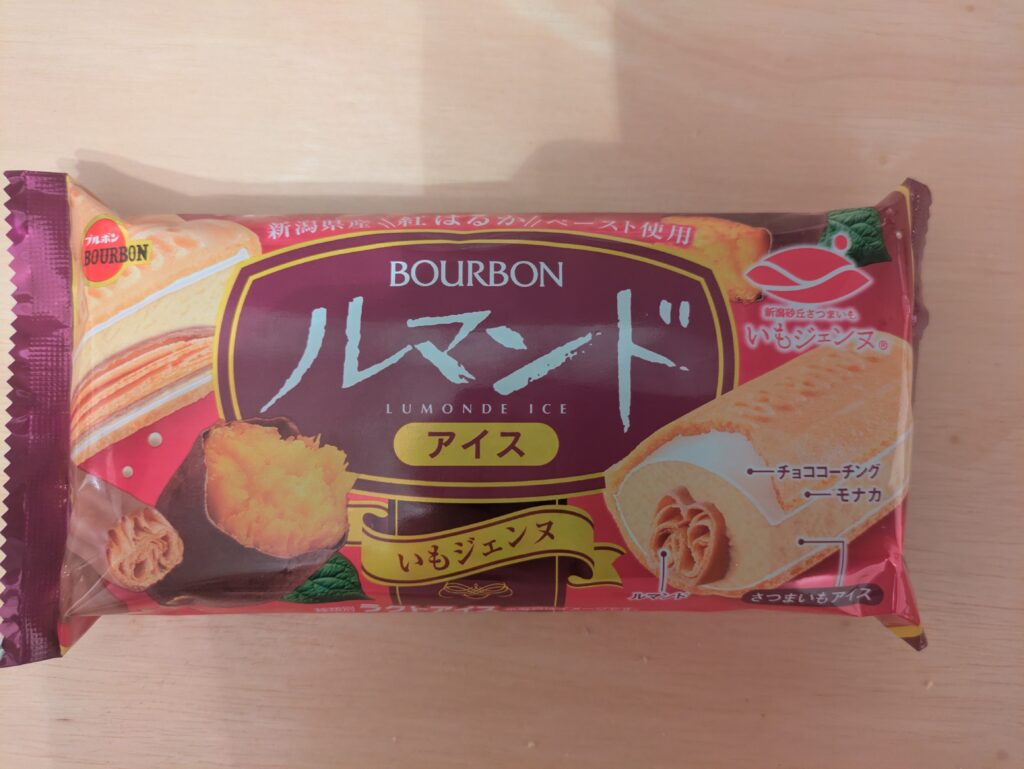 新潟県産紅はるかペースト使用
ブルボン
BOURBON
BOURBON
ルマンド
LUMONDE ICE
アイス
いもジェンヌ
新潟砂丘さつまいも
いもジェンヌ®
チョココーチング
モナカ
ルマンド
さつまいもアイス
種類別 ラクトアイス